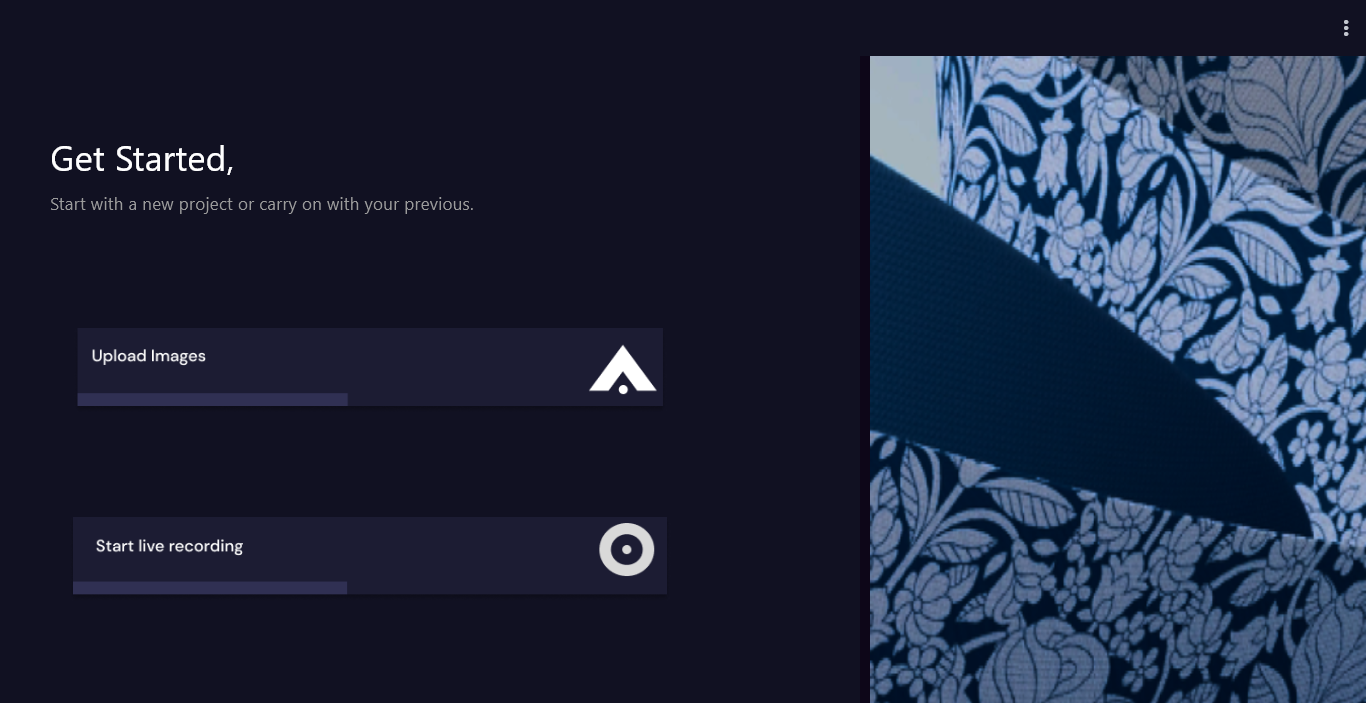 Get Started,
Start with a new project or carry on with your previous.
Upload Images
Start live recording